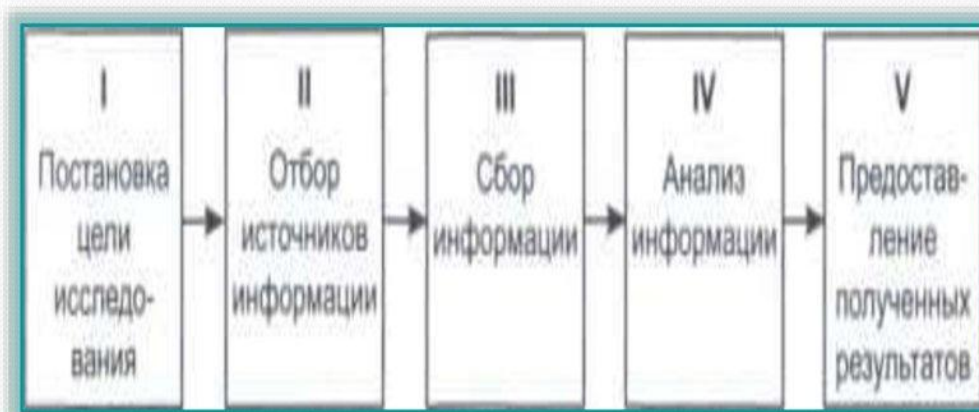 I
Постановка
цели
исследо-
вания
II
Отбор
источников
информации
III
Сбор
информации
IV
Анализ
информации
V
Предостав-
ление
полученных
результатов